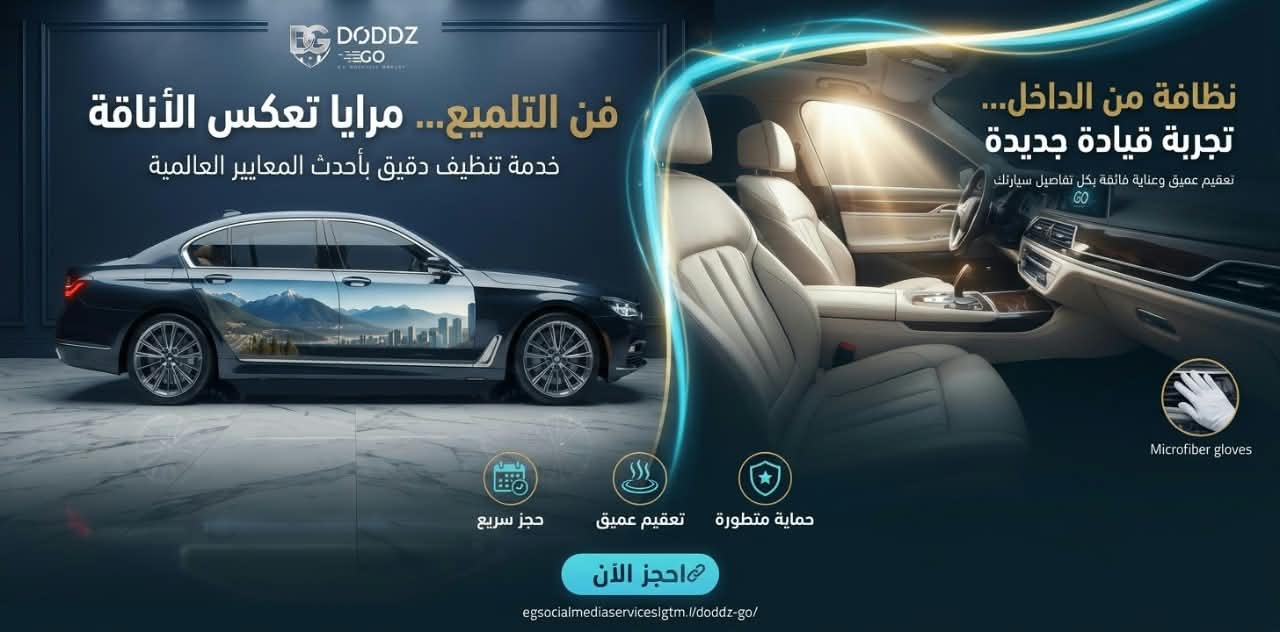 DODDZ
GO
فن التلميع... مرايا تعكس الأناقة
خدمة تنظيف دقيق بأحدث المعايير العالمية
نظافة من الداخل...
تجربة قيادة جديدة
تعقيم عميق وعناية فائقة بكل تفاصيل سيارتك
GO
Microfiber gloves
حماية متطورة
تعقيم عميق
حجز سريع
احجز الآن
egsocialmediaserviceslgtm.l/doddz-go/